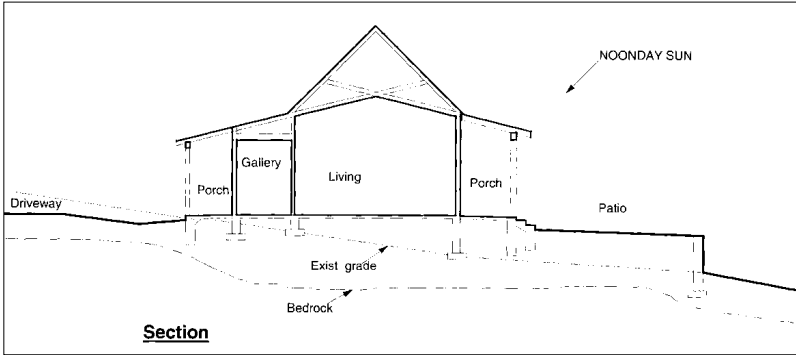 NOONDAY SUN
Gallery
Living
Porch
Porch
Driveway
Patio
Exist grade
Bedrock
Section